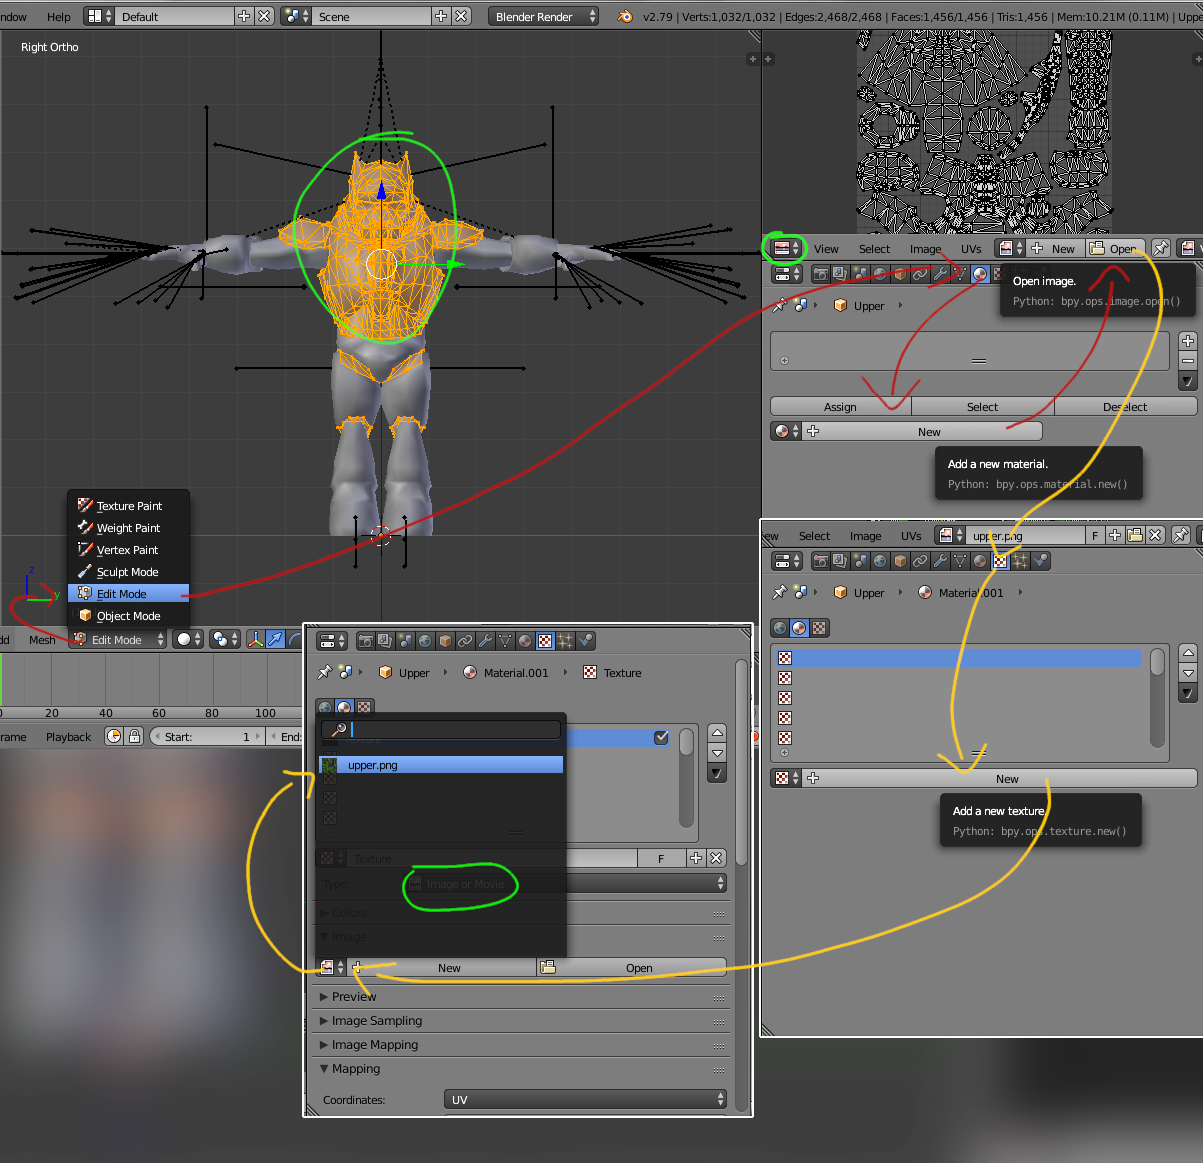 ndow Help Default Scene Blender Render v2.79 | Verts:1,032/1,032 | Edges:2,468/2,468 | Faces:1,456/1,456 | Tris:1,456 | Mem:10.21M (0.11M) | Uppe
Right Ortho
View Select Image UVs New Open
Open image.
Python: bpy.ops.image.open()
Upper
Assign Select Deselect
New
Add a new material.
Python: bpy.ops.material.new()
Texture Paint
Weight Paint
Vertex Paint
Sculpt Mode
Edit Mode
Object Mode
z
y
dd Mesh Edit Mode
0 20 40 60 80 100
rame Playback Start: 1 End:
ew Select Image UVs upper.png F
Upper Material.001
New
Add a new texture
Python: bpy.ops.texture.new()
Upper Material.001 Texture
upper.png
Texture F
Type: Image or Movie
Colors
Image
New Open
Preview
Image Sampling
Image Mapping
Mapping
Coordinates: UV